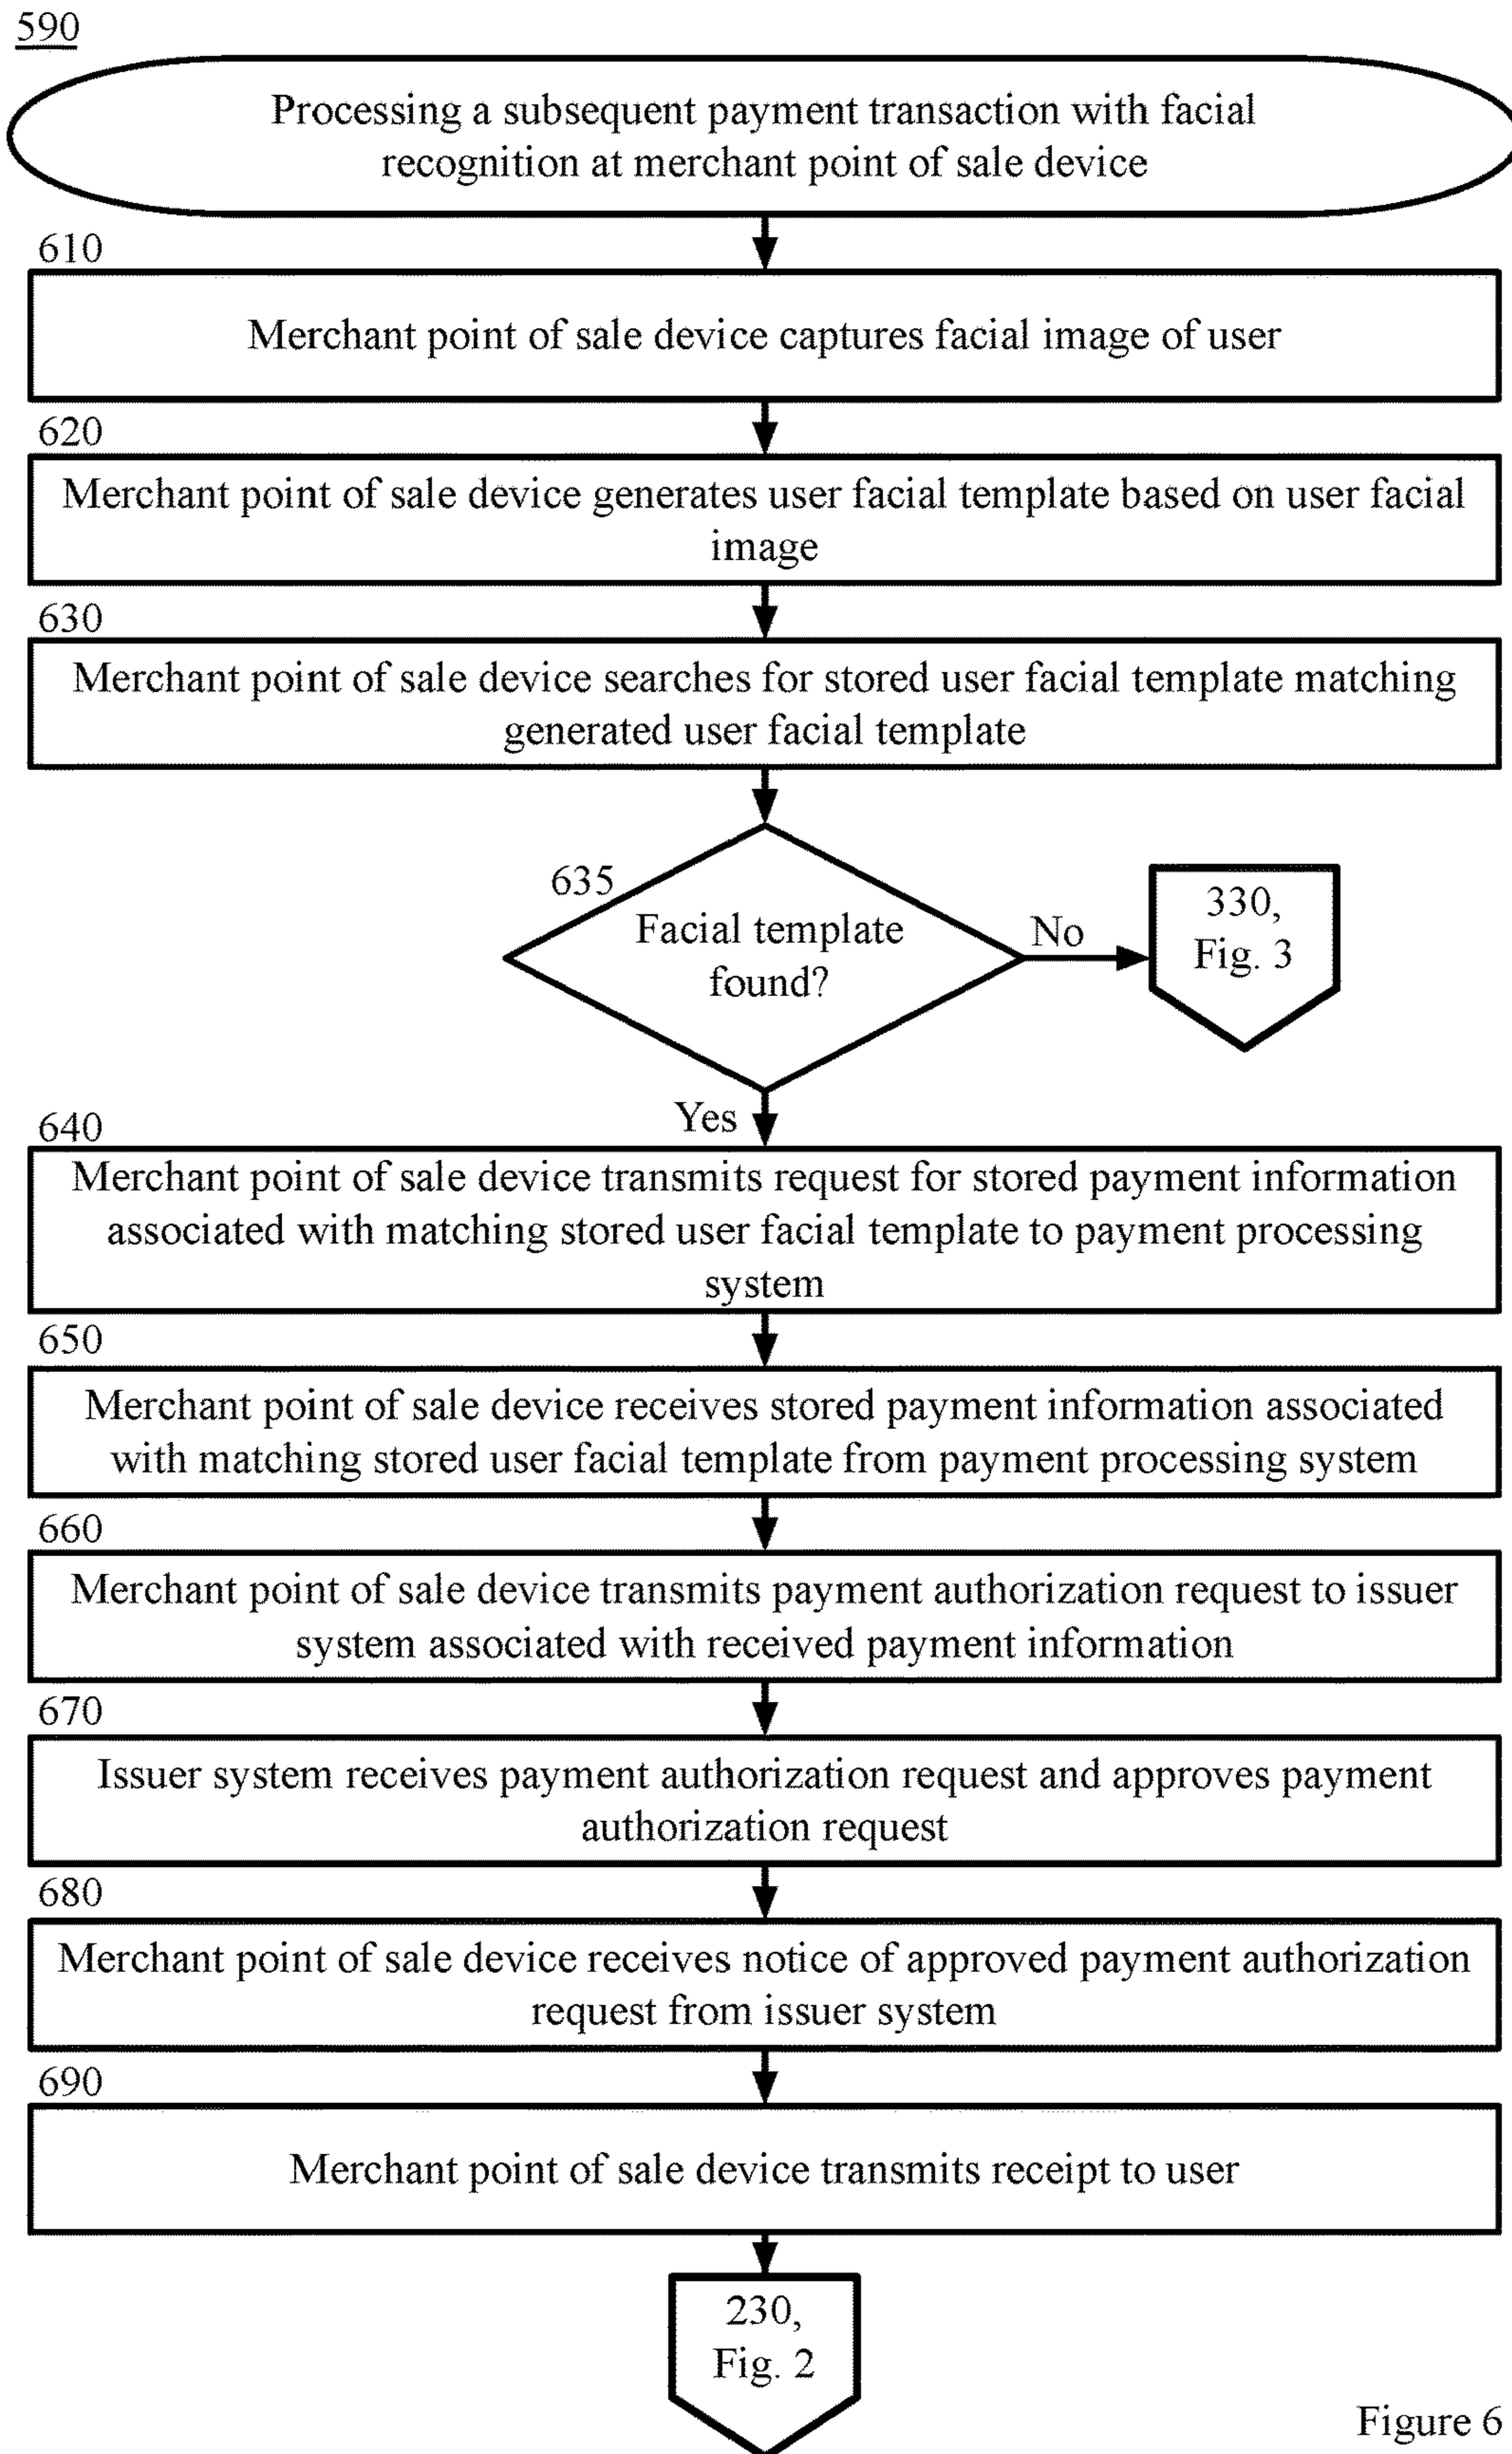 590
Processing a subsequent payment transaction with facial
recognition at merchant point of sale device
610
Merchant point of sale device captures facial image of user
620
Merchant point of sale device generates user facial template based on user facial
image
630
Merchant point of sale device searches for stored user facial template matching
generated user facial template
635
Facial template
found?
No
330,
Fig. 3
Yes
640
Merchant point of sale device transmits request for stored payment information
associated with matching stored user facial template to payment processing
system
650
Merchant point of sale device receives stored payment information associated
with matching stored user facial template from payment processing system
660
Merchant point of sale device transmits payment authorization request to issuer
system associated with received payment information
670
Issuer system receives payment authorization request and approves payment
authorization request
680
Merchant point of sale device receives notice of approved payment authorization
request from issuer system
690
Merchant point of sale device transmits receipt to user
230,
Fig. 2
Figure 6